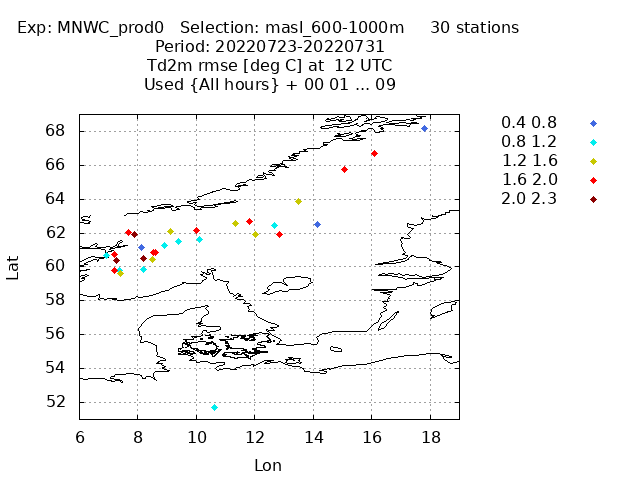 Exp: MNWC_prod0   Selection: masl_600-1000m     30 stations
Period: 20220723-20220731
Td2m rmse [deg C] at  12 UTC
Used {All hours} + 00 01 ... 09
0.4 0.8
0.8 1.2
1.2 1.6
1.6 2.0
2.0 2.3
68
66
64
62
60
58
56
54
52
Lat
6 8 10 12 14 16 18
Lon